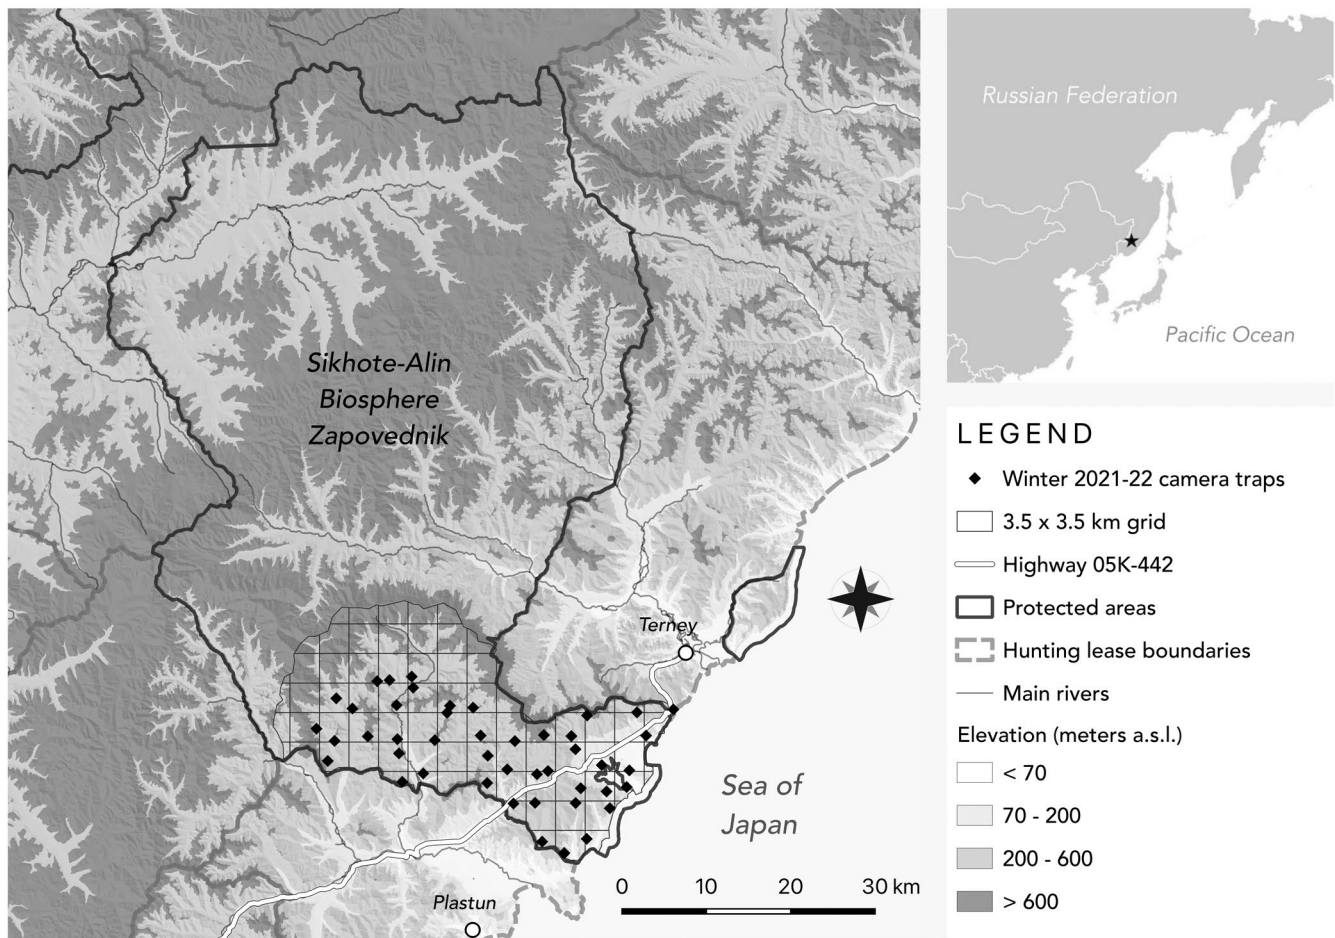 Sikhote-Alin
Biosphere
Zapovednik
Terney
Sea of
Japan
Plastun
0 10 20 30 km
Russian Federation
Pacific Ocean
LEGEND
Winter 2021-22 camera traps
3.5 x 3.5 km grid
Highway 05K-442
Protected areas
Hunting lease boundaries
Main rivers
Elevation (meters a.s.l.)
< 70
70 - 200
200 - 600
> 600